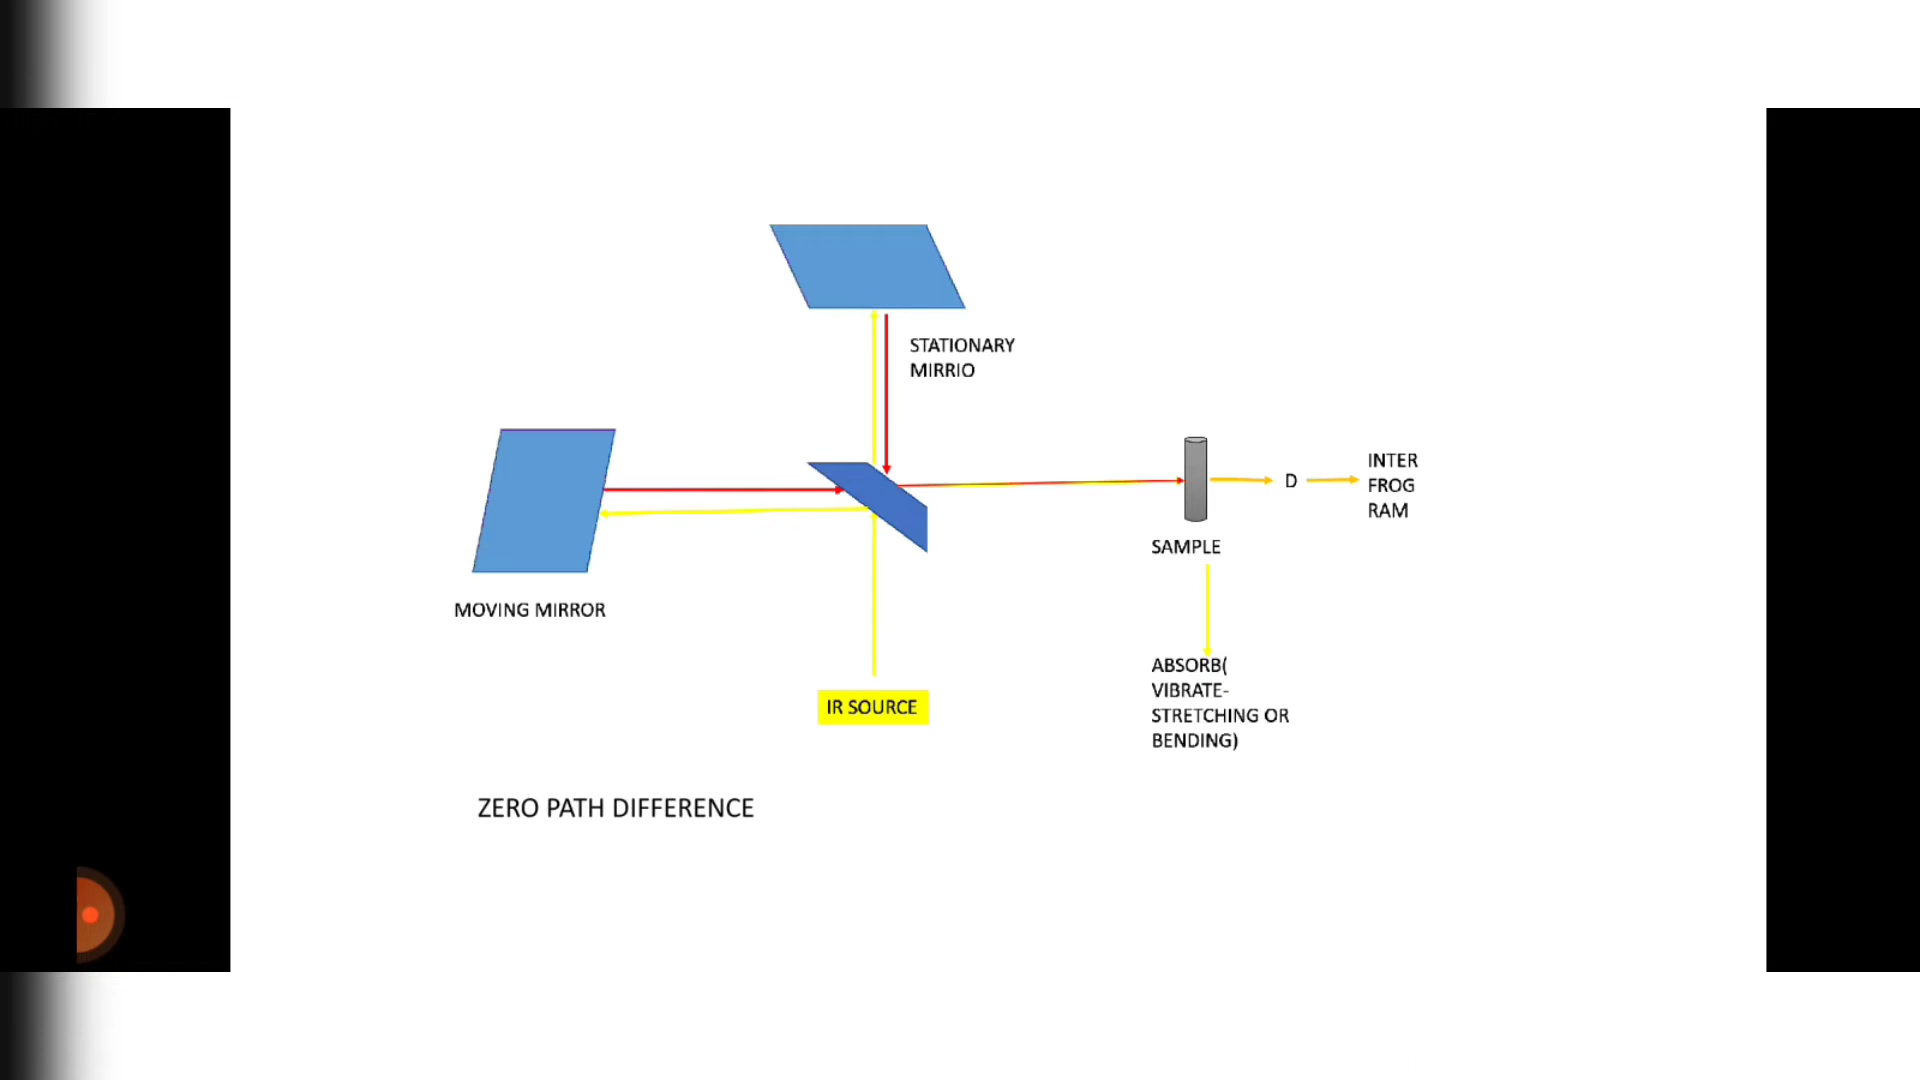 STATIONARY
MIRRIO
INTER
FROG
RAM
D
SAMPLE
MOVING MIRROR
ABSORB(
VIBRATE-
STRETCHING OR
BENDING)
IR SOURCE
ZERO PATH DIFFERENCE